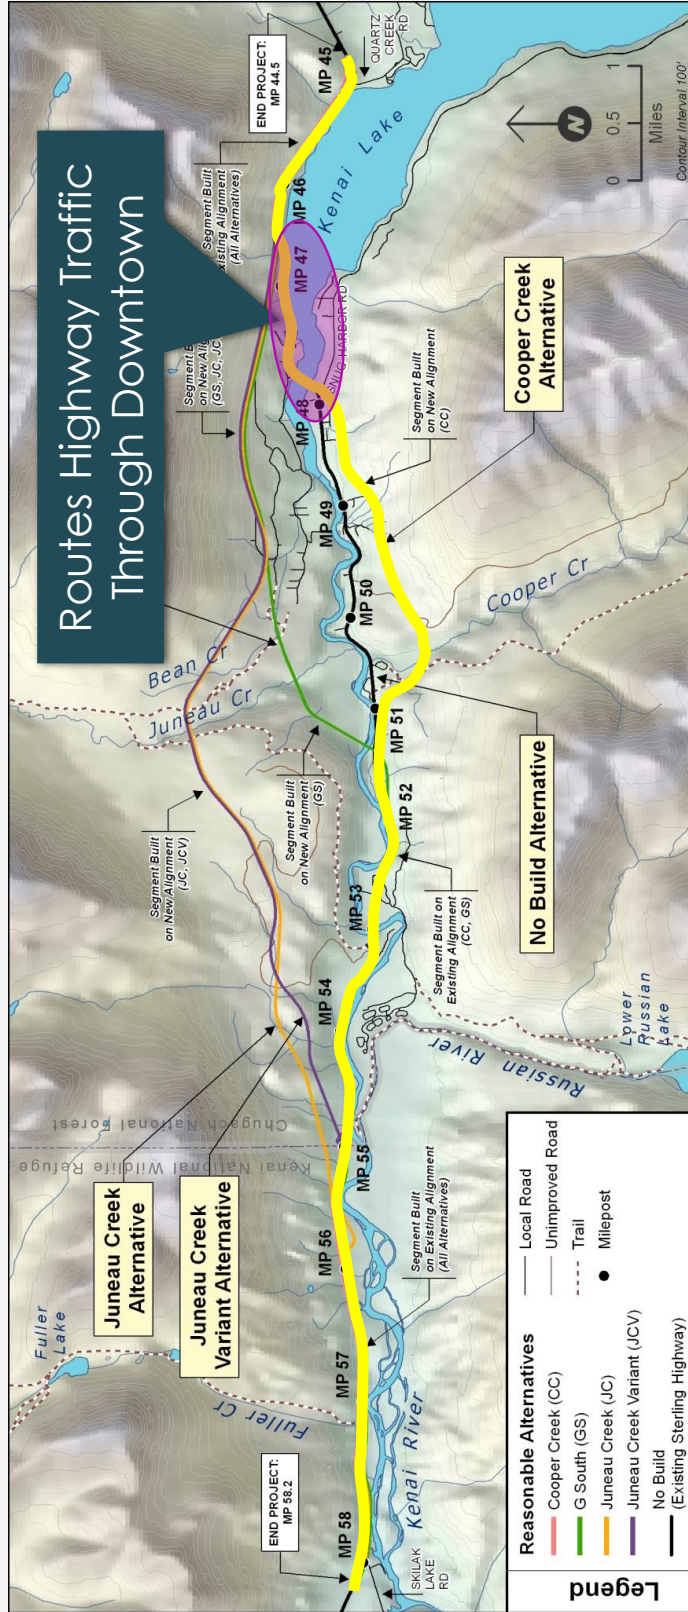 Routes Highway Traffic
Through Downtown
END PROJECT:
MP 44.5
MP 45
QUARTZ
CREEK
RD
Segment Built
xisting Alignment
(All Alternatives)
MP 46
Kenai Lake
MP 47
SNUG HARBOR RD
on New
(GS, JC, JC
MP 48
1
0.5
0
Miles
N
Contour Interval 100'
Cooper Creek
Alternative
Segment Built
on New Alignment
(CC)
MP 49
MP 50
Cooper Cr
Bean Cr
Juneau Cr
MP 51
No Build Alternative
Segment Built
on New Alignment
(GS)
Segment Built
on New Alignment
(JC, JCV)
MP 52
MP 53
Segment Built on
Existing Alignment
(CC, GS)
MP 54
Russian River
Lower
Russian
Lake
Chugach National Forest
Kenai National Wildlife Refuge
MP 55
Juneau Creek
Alternative
Juneau Creek
Variant Alternative
MP 56
Segment Built
on Existing Alignment
(All Alternatives)
Fuller
Lake
Fuller Cr
MP 57
Kenai River
END PROJECT:
MP 58.2
MP 58
SKILAK
LAKE
RD
Legend
Reasonable Alternatives
Cooper Creek (CC)
G South (GS)
Juneau Creek (JC)
Juneau Creek Variant (JCV)
No Build
(Existing Sterling Highway)
Local Road
Unimproved Road
Trail
Milepost